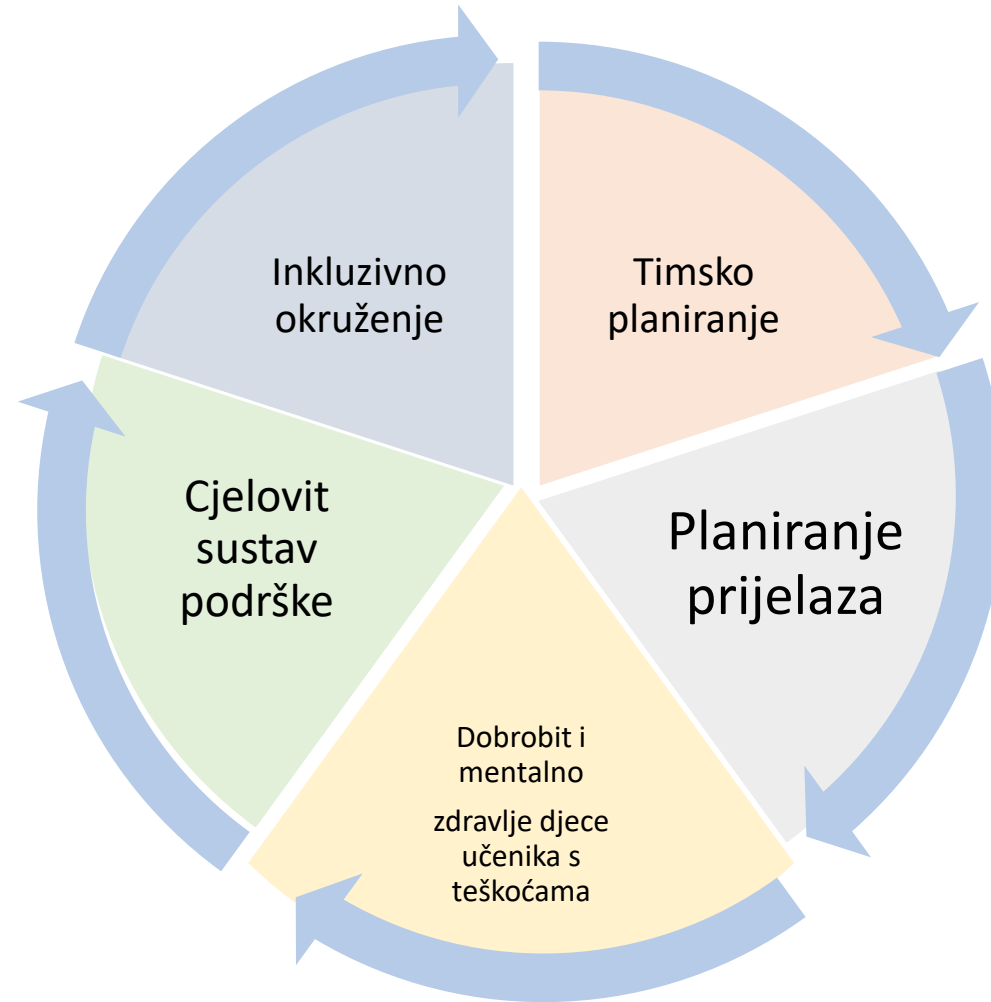 Inkluzivno
okruženje
Timsko
planiranje
Cjelovit
sustav
podrške
Planiranje
prijelaza
Dobrobit i
mentalno
zdravlje djece
učenika s
teškoćama